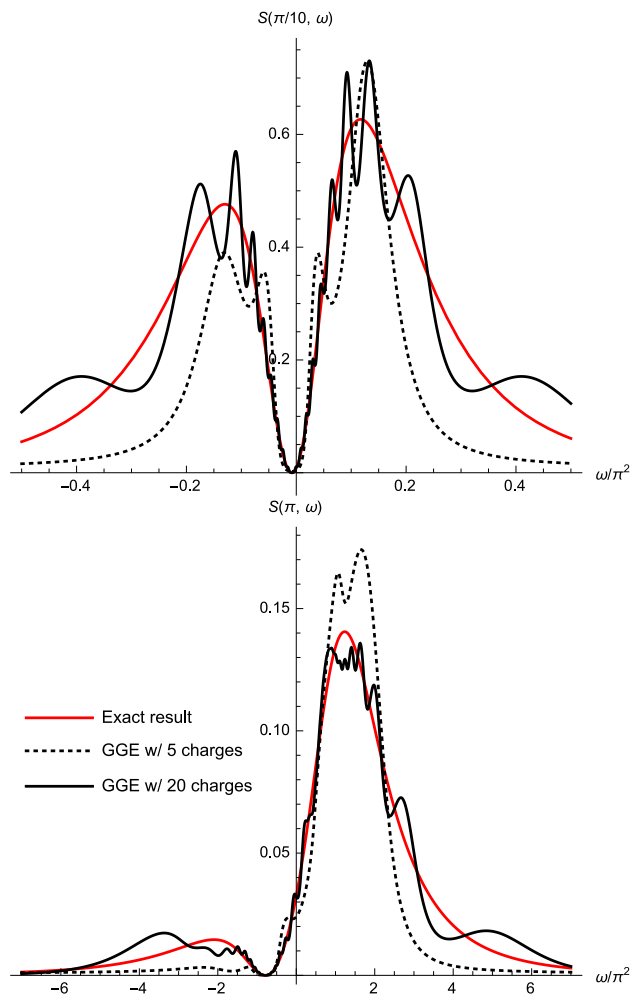 S(π/10, ω)
0.6
0.4
0.2
−0.4
−0.2
0.2
0.4
ω/π²
S(π, ω)
0.15
Exact result
GGE w/ 5 charges
0.10
GGE w/ 20 charges
0.05
−6
−4
−2
2
4
6
ω/π²